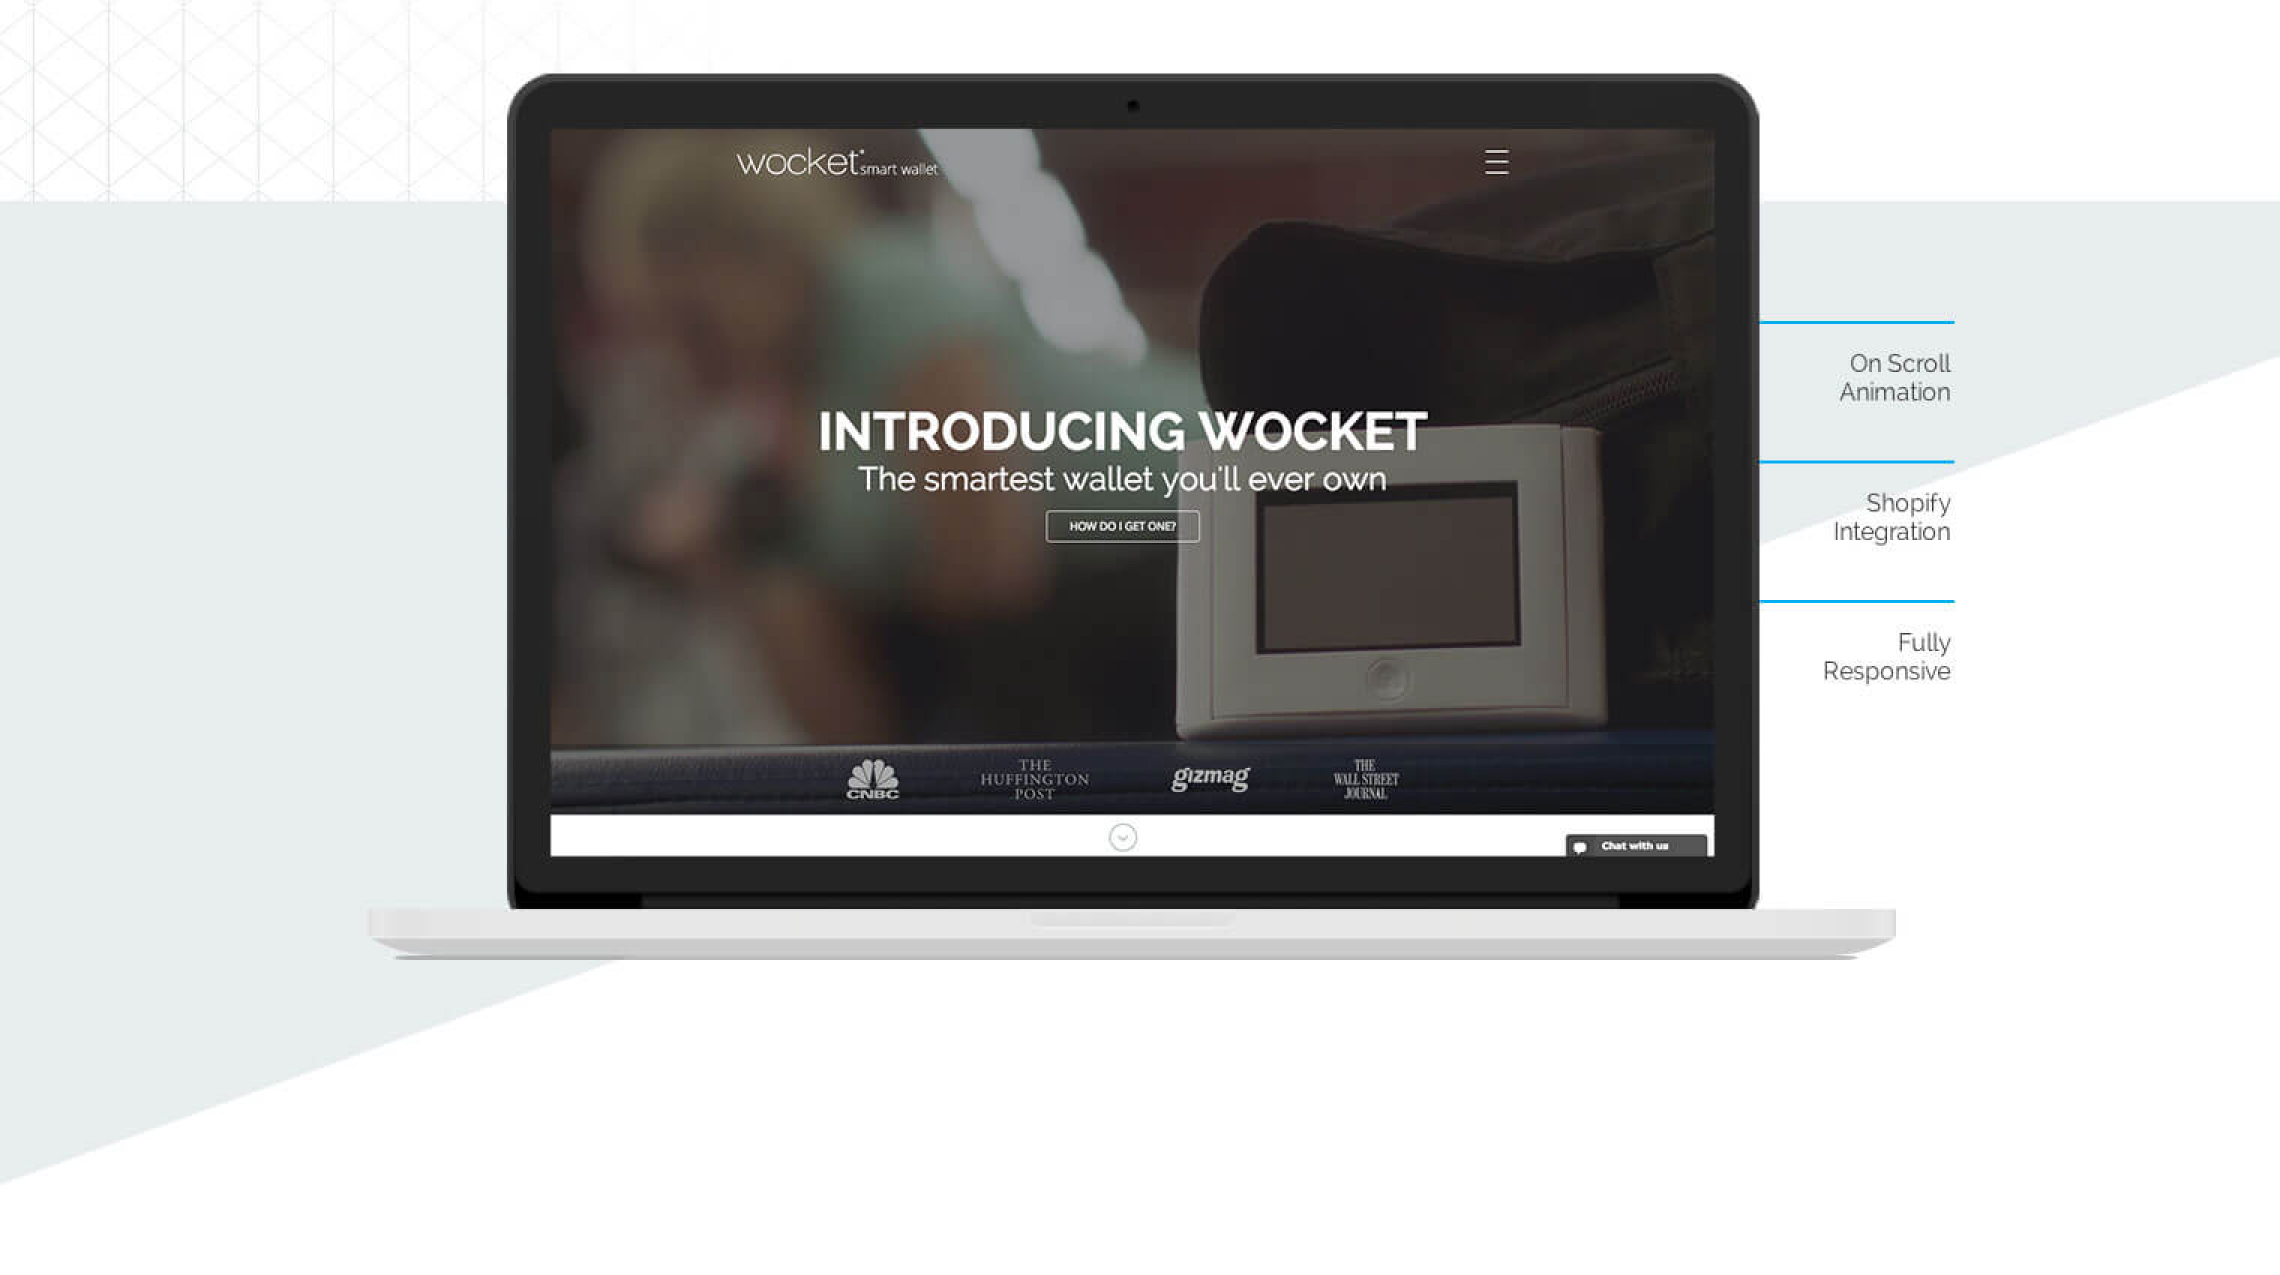 wocket® smart wallet
INTRODUCING WOCKET
The smartest wallet you'll ever own
HOW DO I GET ONE?
CNBC
THE
HUFFINGTON
POST
gizmag
THE
WALL STREET
JOURNAL
Chat with us
On Scroll
Animation
Shopify
Integration
Fully
Responsive